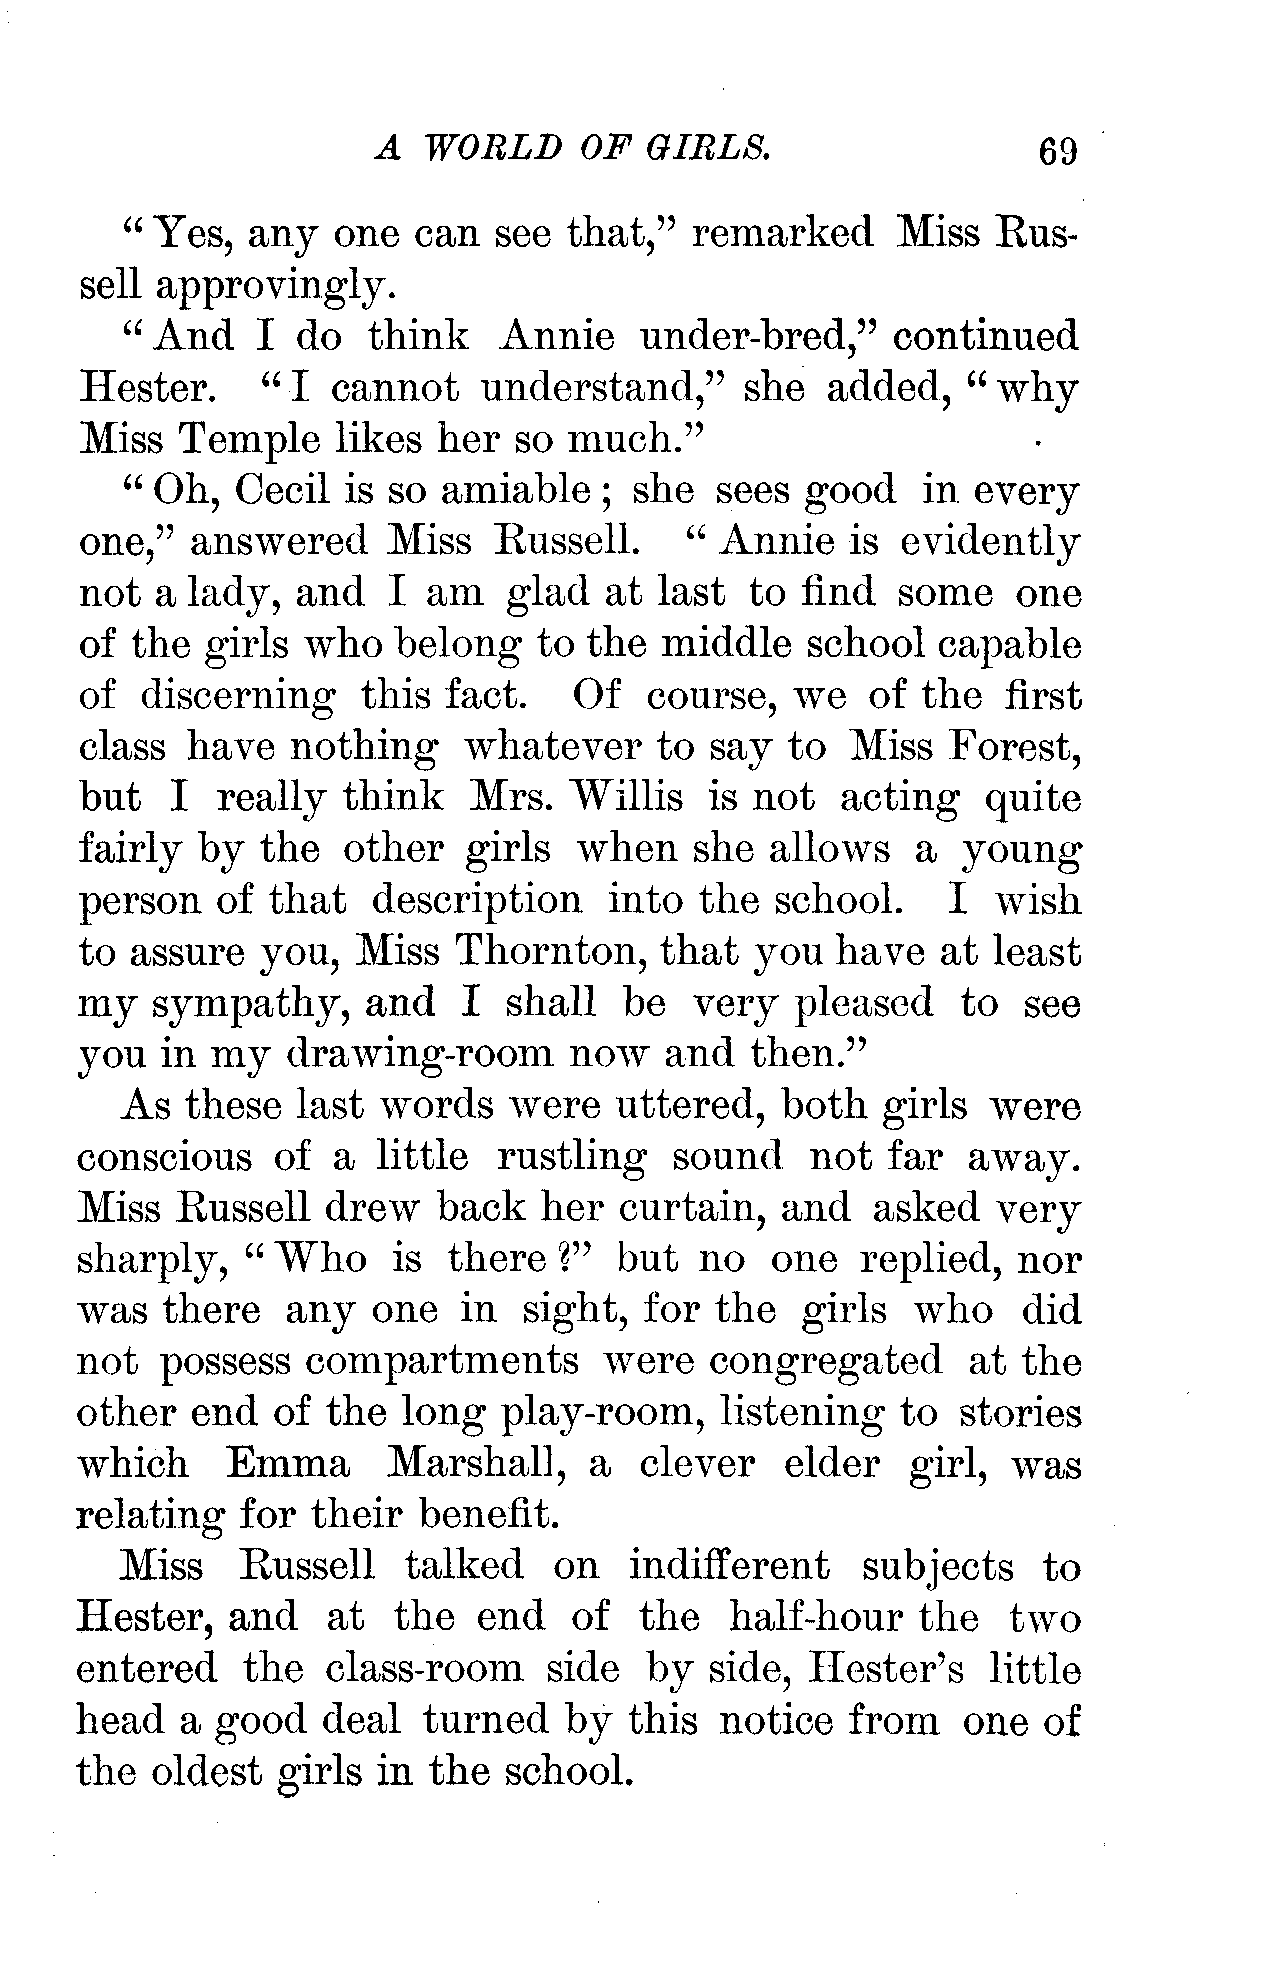 A WORLD OF GIRLS. 69
“Yes, any one can see that,” remarked Miss Rus-
sell approvingly.
“And I do think Annie under-bred,” continued
Hester. “I cannot understand,” she added, “why
Miss Temple likes her so much.”
“Oh, Cecil is so amiable; she sees good in every
one,” answered Miss Russell. “Annie is evidently
not a lady, and I am glad at last to find some one
of the girls who belong to the middle school capable
of discerning this fact. Of course, we of the first
class have nothing whatever to say to Miss Forest,
but I really think Mrs. Willis is not acting quite
fairly by the other girls when she allows a young
person of that description into the school. I wish
to assure you, Miss Thornton, that you have at least
my sympathy, and I shall be very pleased to see
you in my drawing-room now and then.”
As these last words were uttered, both girls were
conscious of a little rustling sound not far away.
Miss Russell drew back her curtain, and asked very
sharply, “Who is there?” but no one replied, nor
was there any one in sight, for the girls who did
not possess compartments were congregated at the
other end of the long play-room, listening to stories
which Emma Marshall, a clever elder girl, was
relating for their benefit.
Miss Russell talked on indifferent subjects to
Hester, and at the end of the half-hour the two
entered the class-room side by side, Hester’s little
head a good deal turned by this notice from one of
the oldest girls in the school.